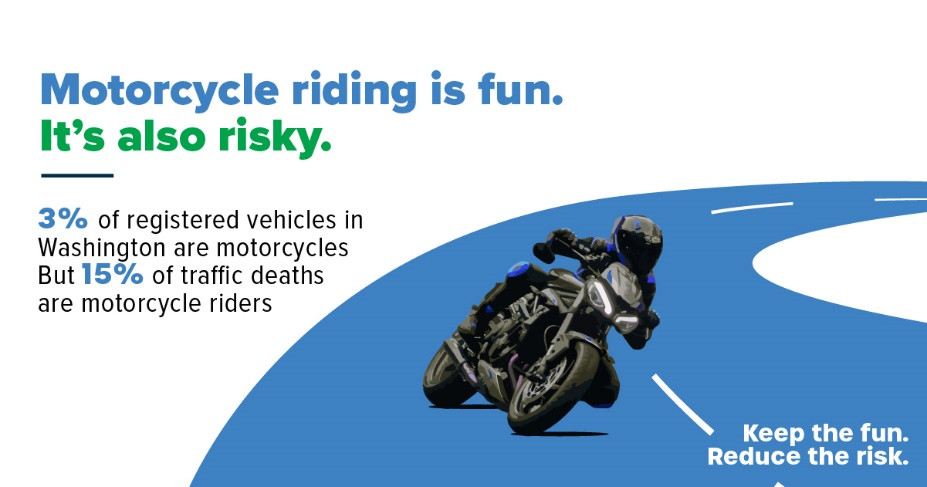 Motorcycle riding is fun.
It’s also risky.
3% of registered vehicles in
Washington are motorcycles
But 15% of traffic deaths
are motorcycle riders
Keep the fun.
Reduce the risk.